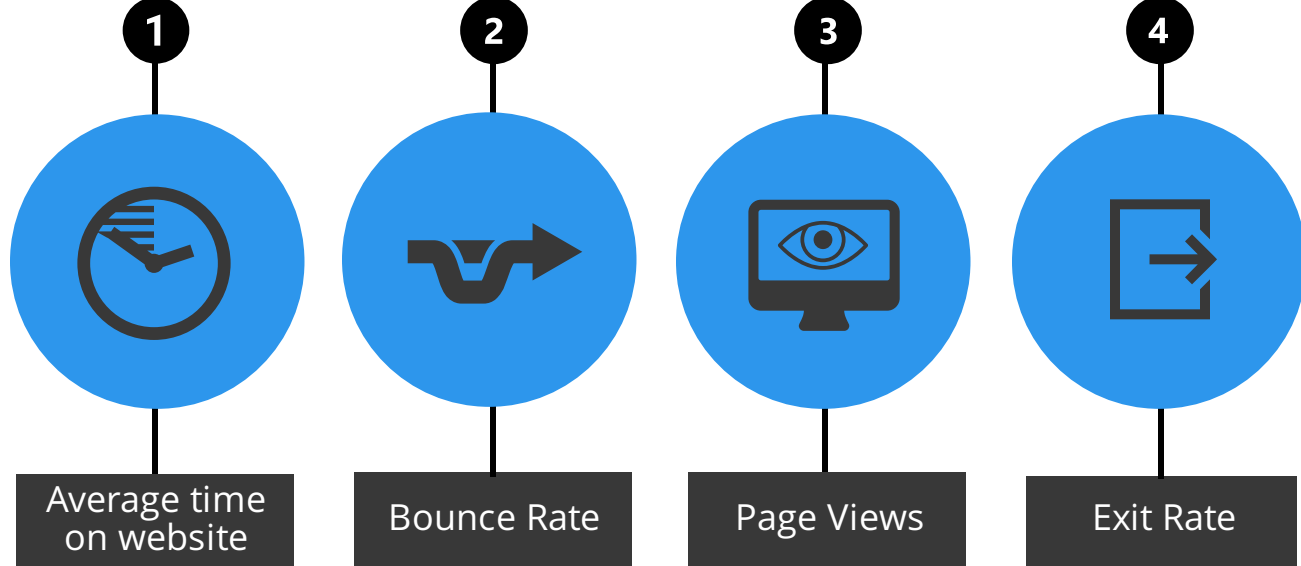 1
2
3
4
Average time
on website
Bounce Rate
Page Views
Exit Rate